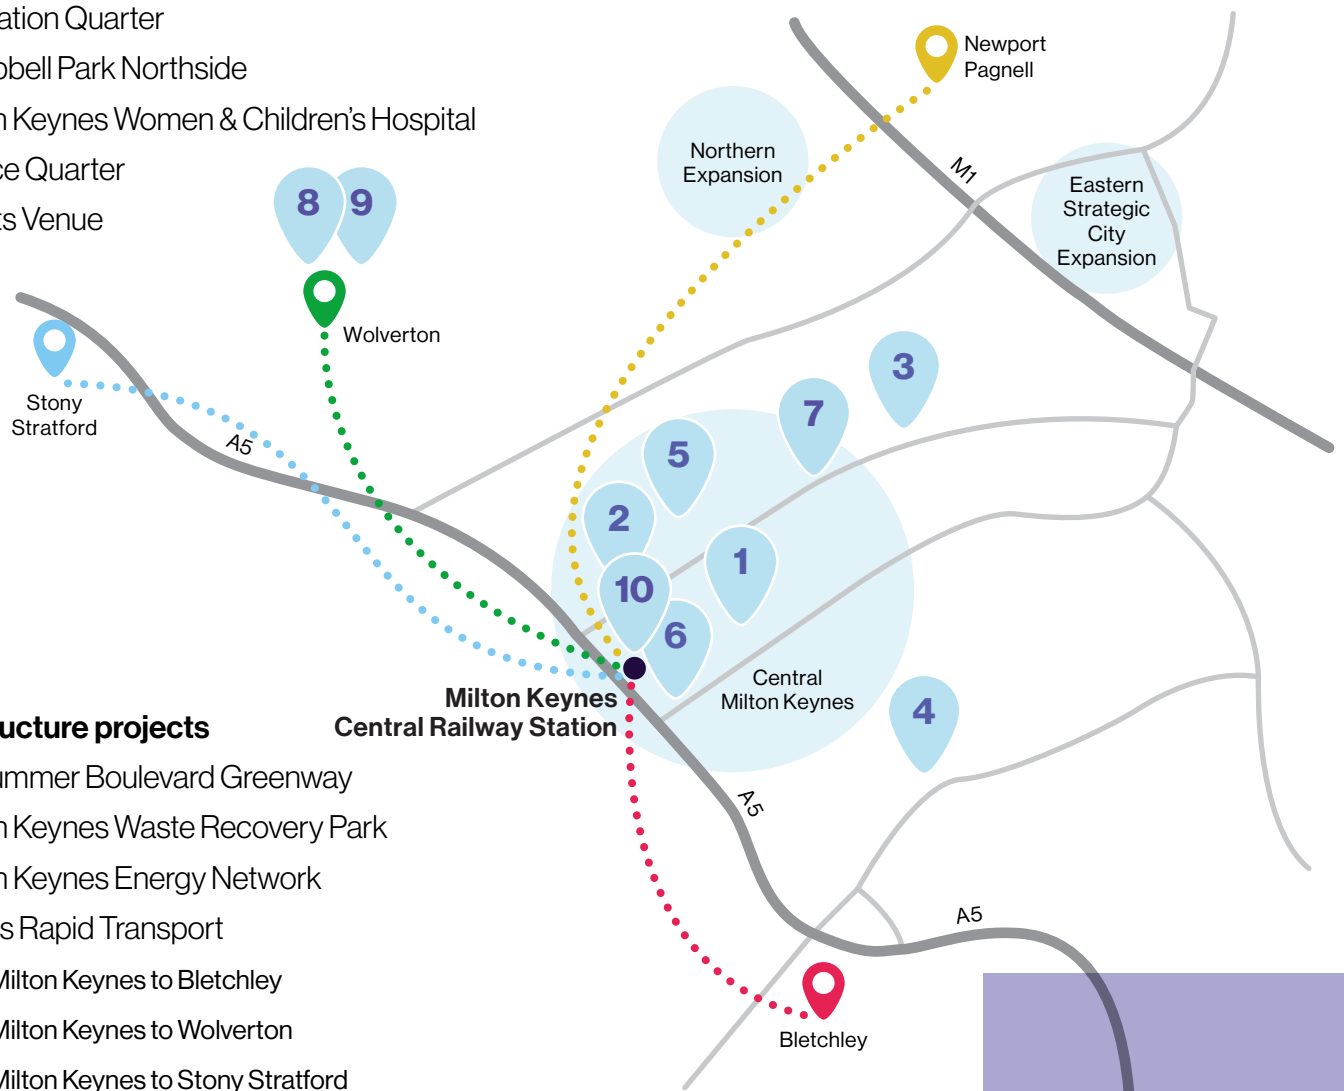 ation Quarter
bbell Park Northside
n Keynes Women & Children's Hospital
ce Quarter
ts Venue
8
9
Wolverton
Stony
Stratford
A5
Newport
Pagnell
Northern
Expansion
M1
Eastern
Strategic
City
Expansion
3
7
5
2
1
10
6
4
Central
Milton Keynes
Milton Keynes
Central Railway Station
A5
A5
Bletchley
ucture projects
ummer Boulevard Greenway
n Keynes Waste Recovery Park
n Keynes Energy Network
s Rapid Transport
Milton Keynes to Bletchley
Milton Keynes to Wolverton
Milton Keynes to Stony Stratford